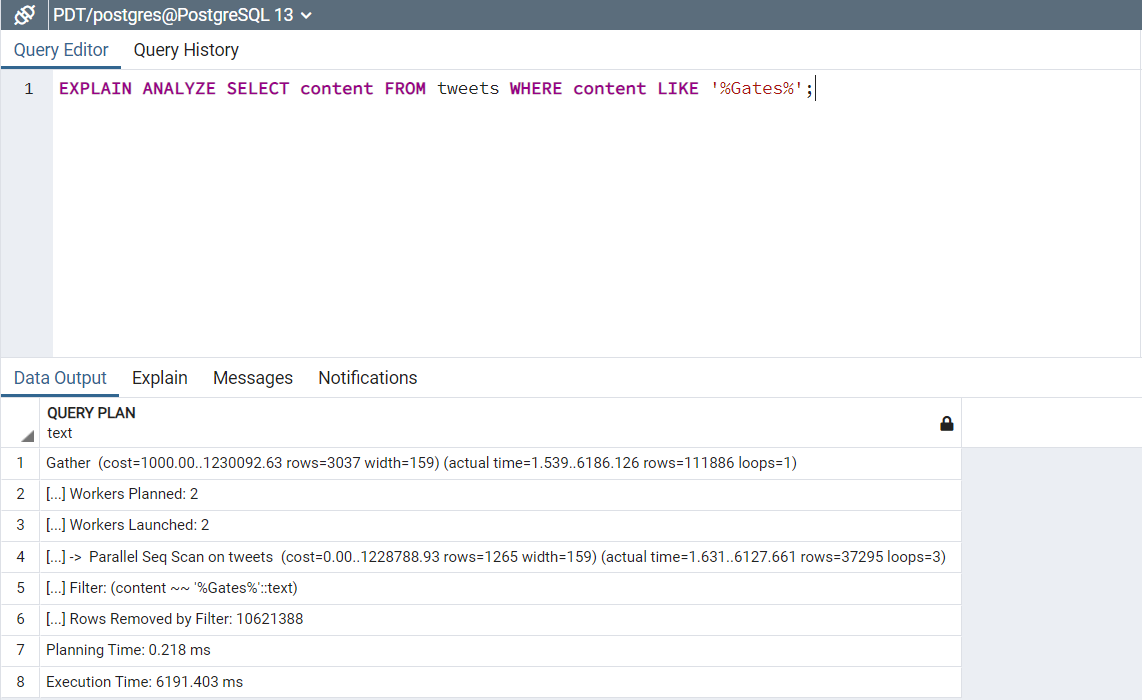 PDT/postgres@PostgreSQL 13
Query Editor Query History
1 EXPLAIN ANALYZE SELECT content FROM tweets WHERE content LIKE '%Gates%';
Data Output Explain Messages Notifications
QUERY PLAN
text
1 Gather (cost=1000.00..1230092.63 rows=3037 width=159) (actual time=1.539..6186.126 rows=111886 loops=1)
2 [...] Workers Planned: 2
3 [...] Workers Launched: 2
4 [...] -> Parallel Seq Scan on tweets (cost=0.00..1228788.93 rows=1265 width=159) (actual time=1.631..6127.661 rows=37295 loops=3)
5 [...] Filter: (content ~~ '%Gates%'::text)
6 [...] Rows Removed by Filter: 10621388
7 Planning Time: 0.218 ms
8 Execution Time: 6191.403 ms